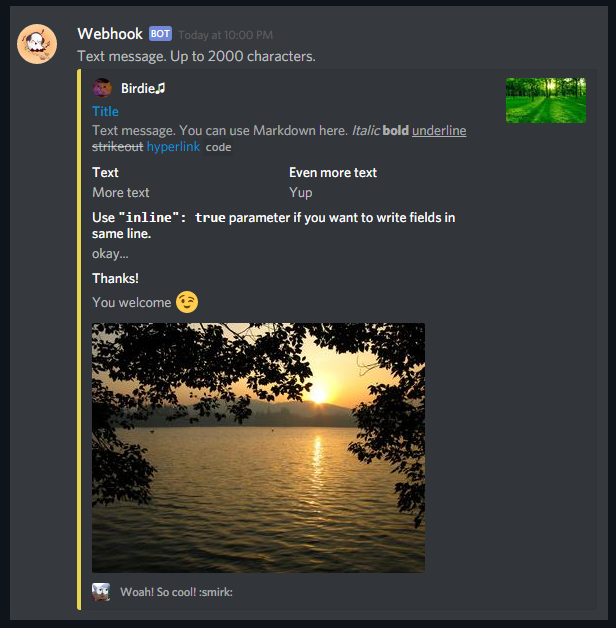 Webhook BOT Today at 10:00 PM
Text message. Up to 2000 characters.
Birdie♫
Title
Text message. You can use Markdown here. Italic bold underline
strikeout hyperlink code
Text Even more text
More text Yup
Use "inline": true parameter if you want to write fields in
same line.
okay...
Thanks!
You welcome 😉
Woah! So cool! :smirk: